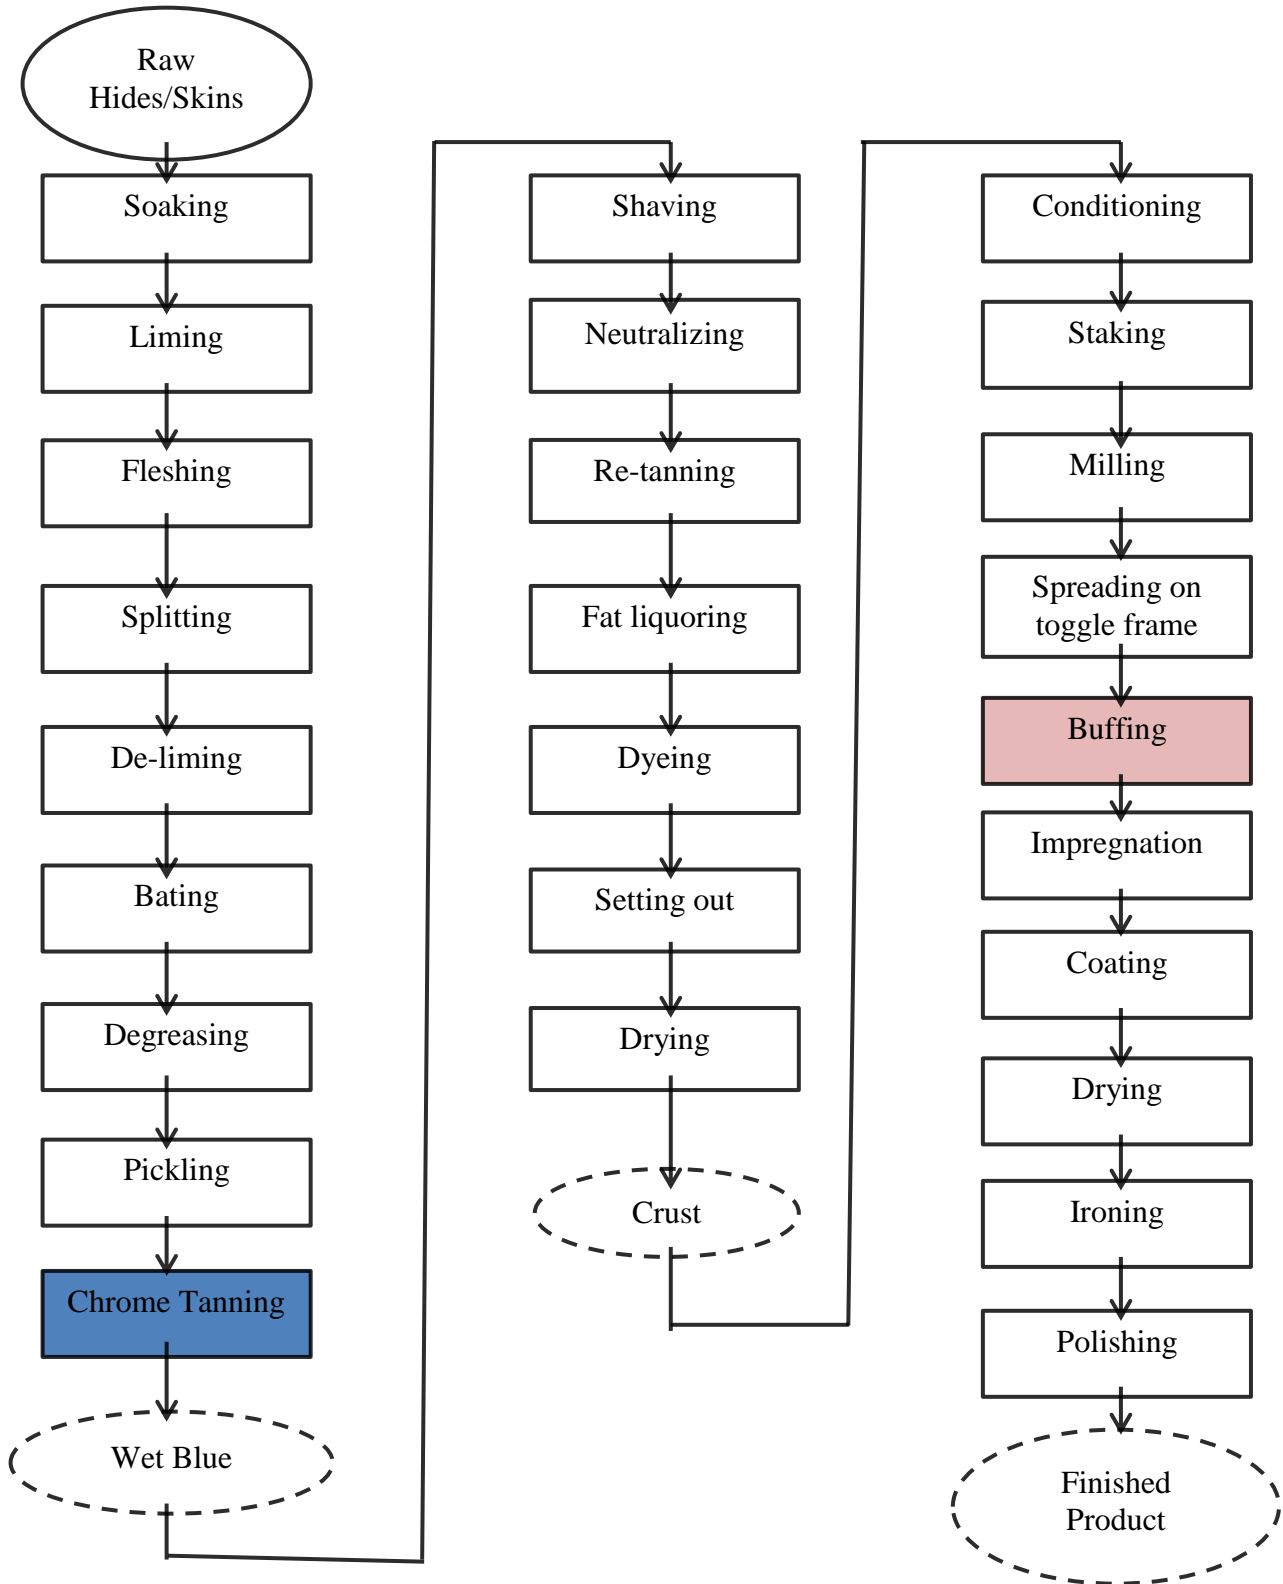 Raw
Hides/Skins
Soaking
Liming
Fleshing
Splitting
De-liming
Bating
Degreasing
Pickling
Chrome Tanning
Wet Blue
Shaving
Neutralizing
Re-tanning
Fat liquoring
Dyeing
Setting out
Drying
Crust
Conditioning
Staking
Milling
Spreading on
toggle frame
Buffing
Impregnation
Coating
Drying
Ironing
Polishing
Finished
Product